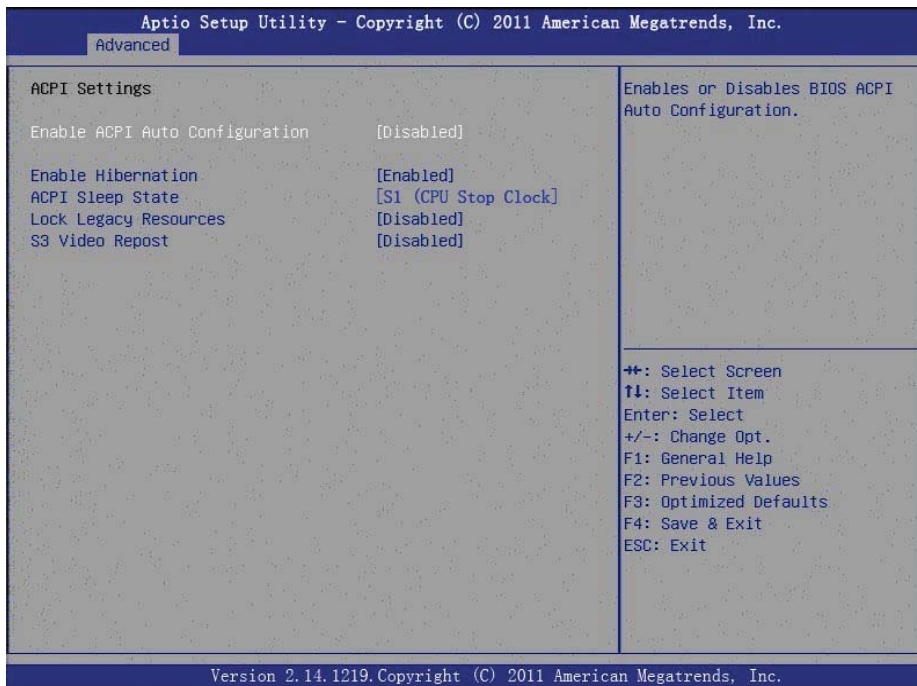 Aptio Setup Utility - Copyright (C) 2011 American Megatrends, Inc.
Advanced
ACPI Settings
Enable ACPI Auto Configuration [Disabled]
Enable Hibernation [Enabled]
ACPI Sleep State [S1 (CPU Stop Clock]
Lock Legacy Resources [Disabled]
S3 Video Repost [Disabled]
Enables or Disables BIOS ACPI
Auto Configuration.
→←: Select Screen
↑↓: Select Item
Enter: Select
+/-: Change Opt.
F1: General Help
F2: Previous Values
F3: Optimized Defaults
F4: Save & Exit
ESC: Exit
Version 2.14.1219.Copyright (C) 2011 American Megatrends, Inc.